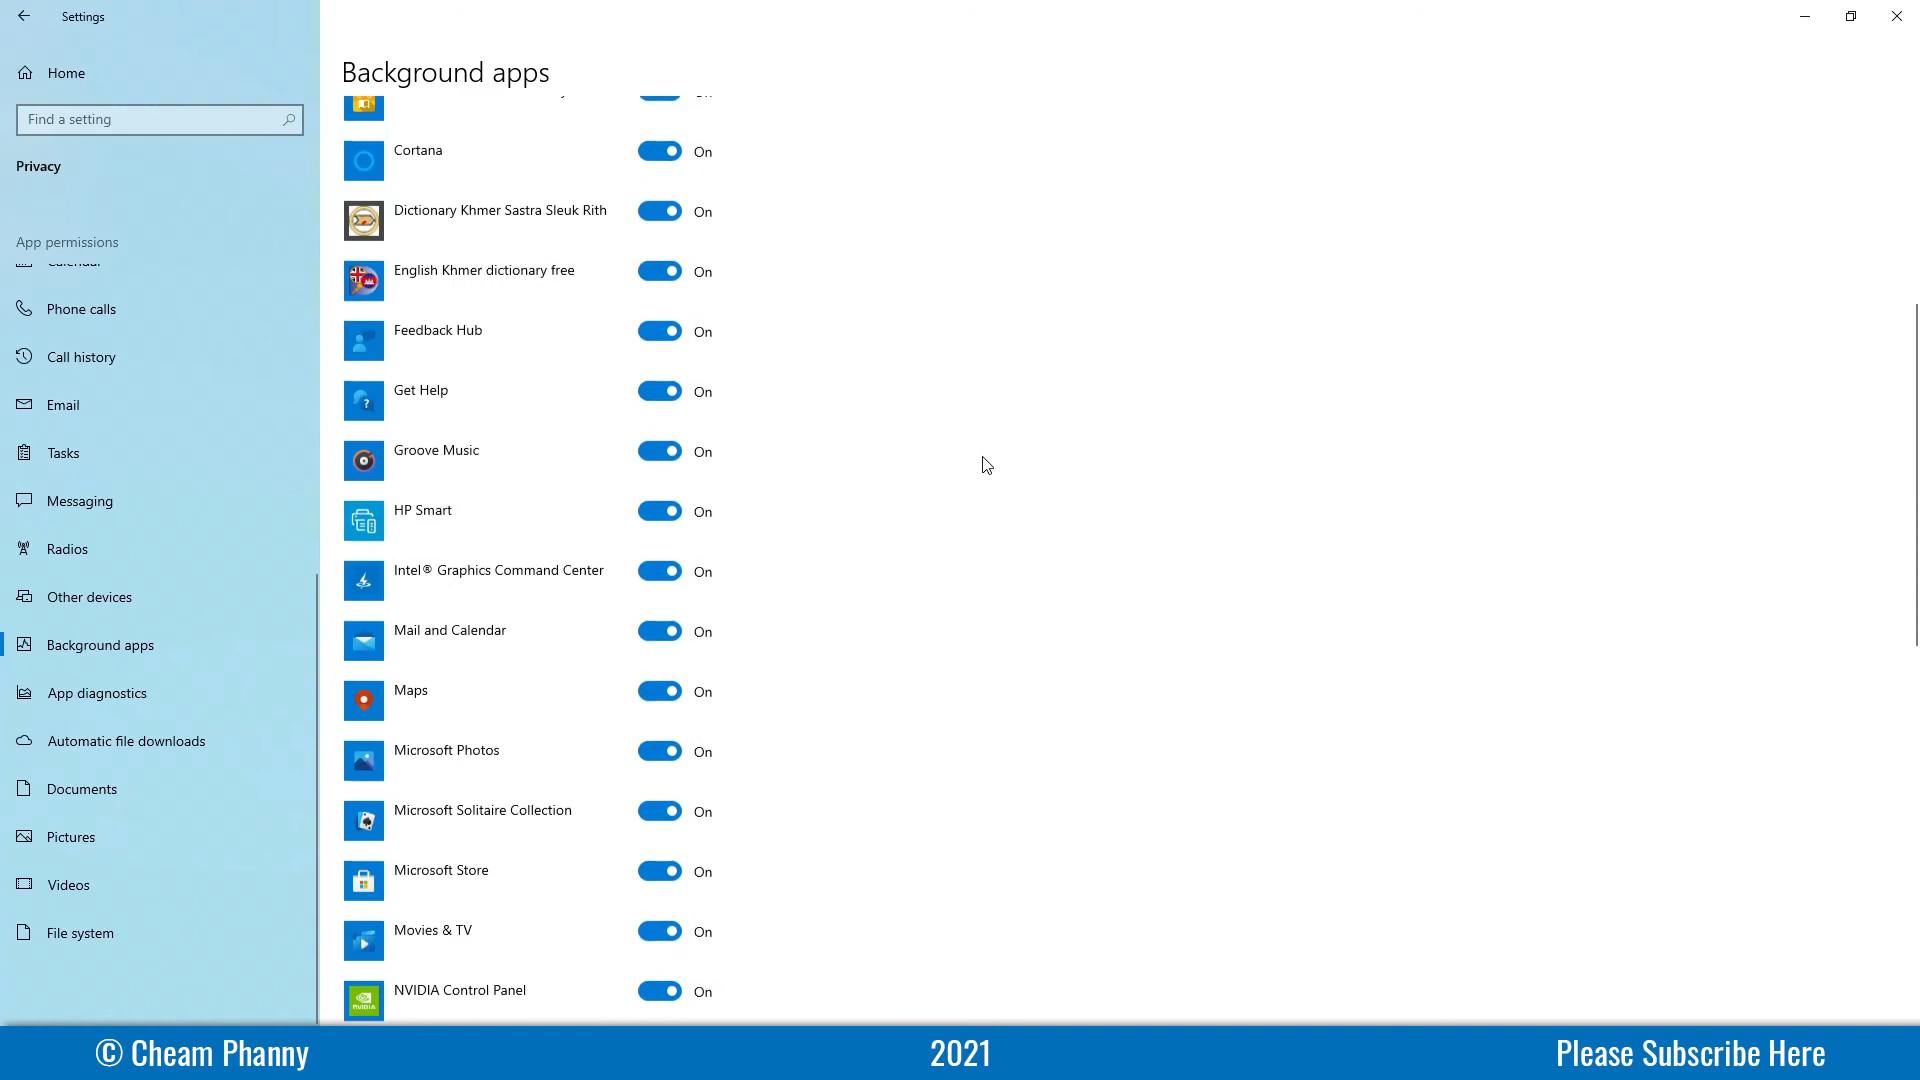 Settings
Home
Find a setting
Privacy
App permissions
Calendar
Phone calls
Call history
Email
Tasks
Messaging
Radios
Other devices
Background apps
App diagnostics
Automatic file downloads
Documents
Pictures
Videos
File system
Background apps
Cortana On
Dictionary Khmer Sastra Sleuk Rith On
English Khmer dictionary free On
Feedback Hub On
Get Help On
Groove Music On
HP Smart On
Intel® Graphics Command Center On
Mail and Calendar On
Maps On
Microsoft Photos On
Microsoft Solitaire Collection On
Microsoft Store On
Movies & TV On
NVIDIA Control Panel On
NVIDIA
© Cheam Phanny 2021 Please Subscribe Here